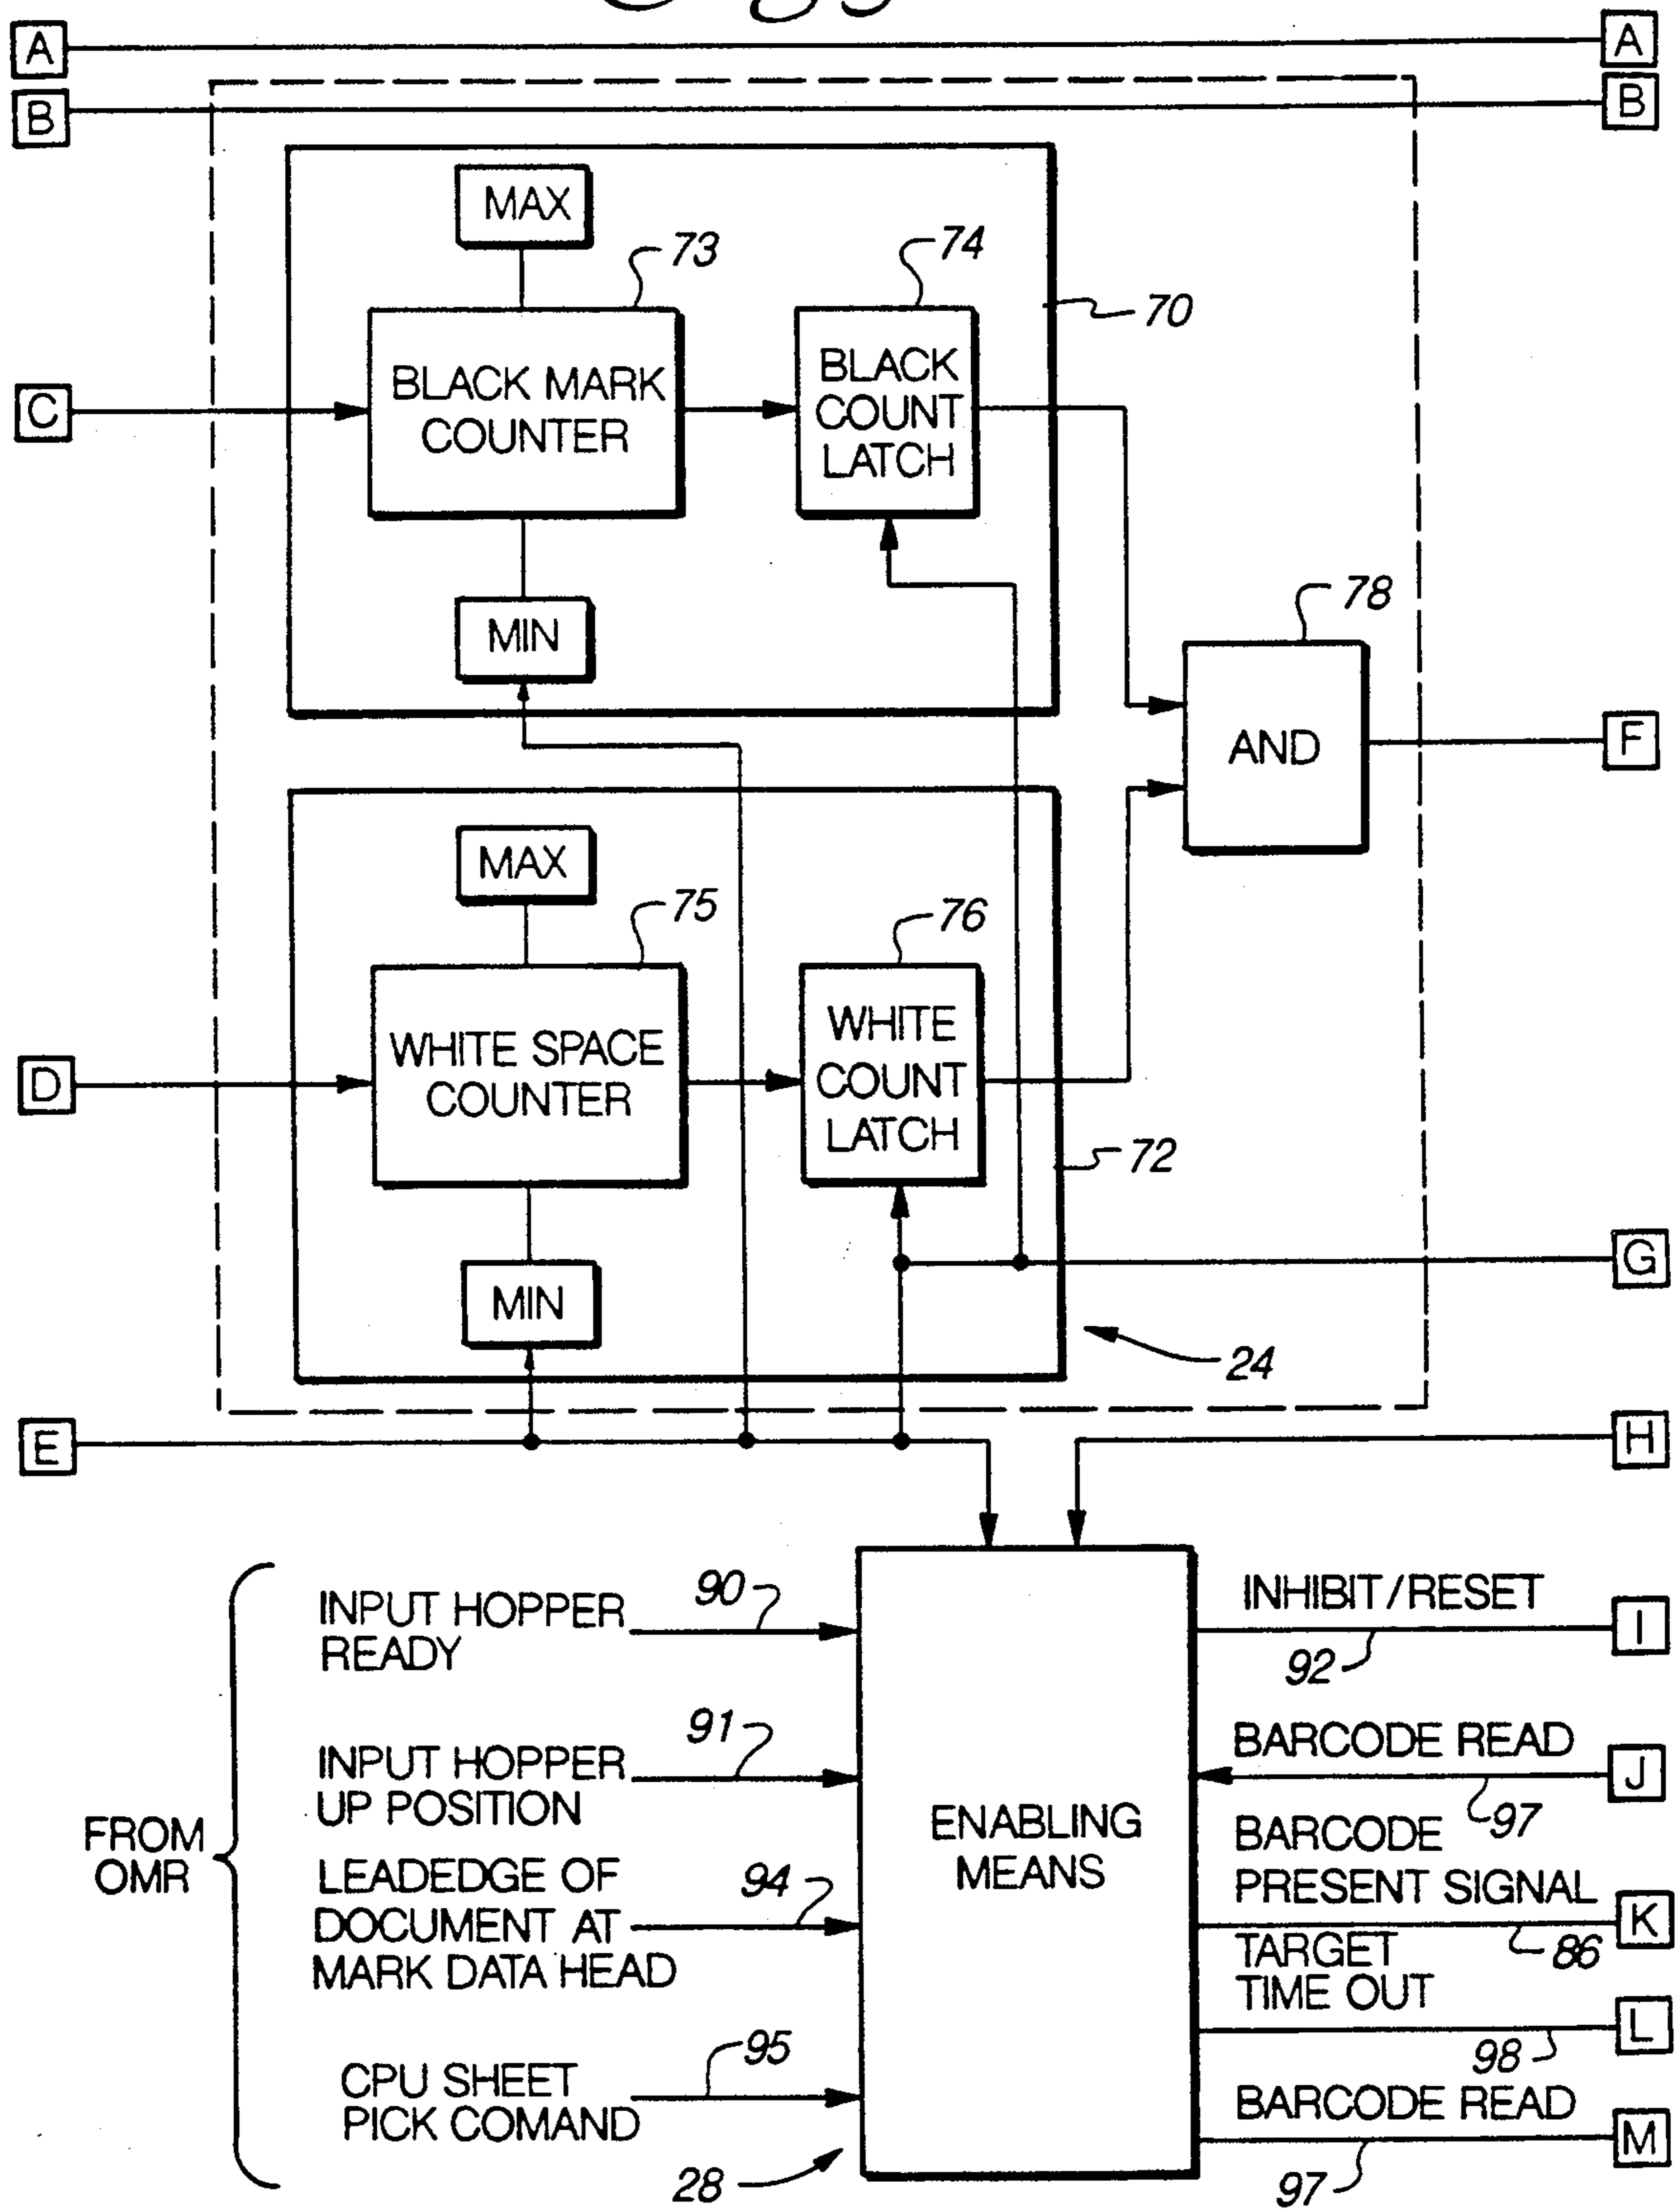 A A
B B
MAX
73
74
70
C
BLACK MARK
COUNTER
BLACK
COUNT
LATCH
78
MIN
AND
F
MAX
75
76
D
WHITE SPACE
COUNTER
WHITE
COUNT
LATCH
72
MIN
G
24
E
H
INPUT HOPPER
READY
90
INHIBIT/RESET
I
92
INPUT HOPPER
UP POSITION
91
BARCODE READ
J
97
FROM
OMR
ENABLING
MEANS
LEADEDGE OF
DOCUMENT AT
MARK DATA HEAD
94
BARCODE
PRESENT SIGNAL
K
86
TARGET
TIME OUT
L
98
CPU SHEET
PICK COMAND
95
BARCODE READ
M
97
28